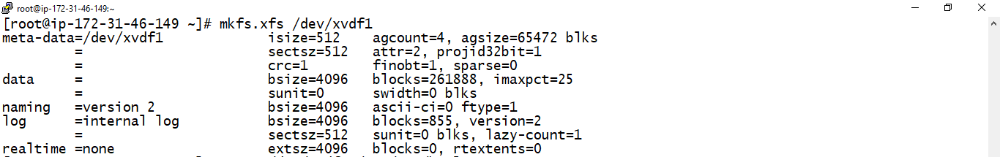 root@ip-172-31-46-149:~
[root@ip-172-31-46-149 ~]# mkfs.xfs /dev/xvdf1
meta-data=/dev/xvdf1             isize=512    agcount=4, agsize=65472 blks
         =                       sectsz=512   attr=2, projid32bit=1
         =                       crc=1        finobt=1, sparse=0
data     =                       bsize=4096   blocks=261888, imaxpct=25
         =                       sunit=0      swidth=0 blks
naming   =version 2              bsize=4096   ascii-ci=0 ftype=1
log      =internal log           bsize=4096   blocks=855, version=2
         =                       sectsz=512   sunit=0 blks, lazy-count=1
realtime =none                   extsz=4096   blocks=0, rtextents=0